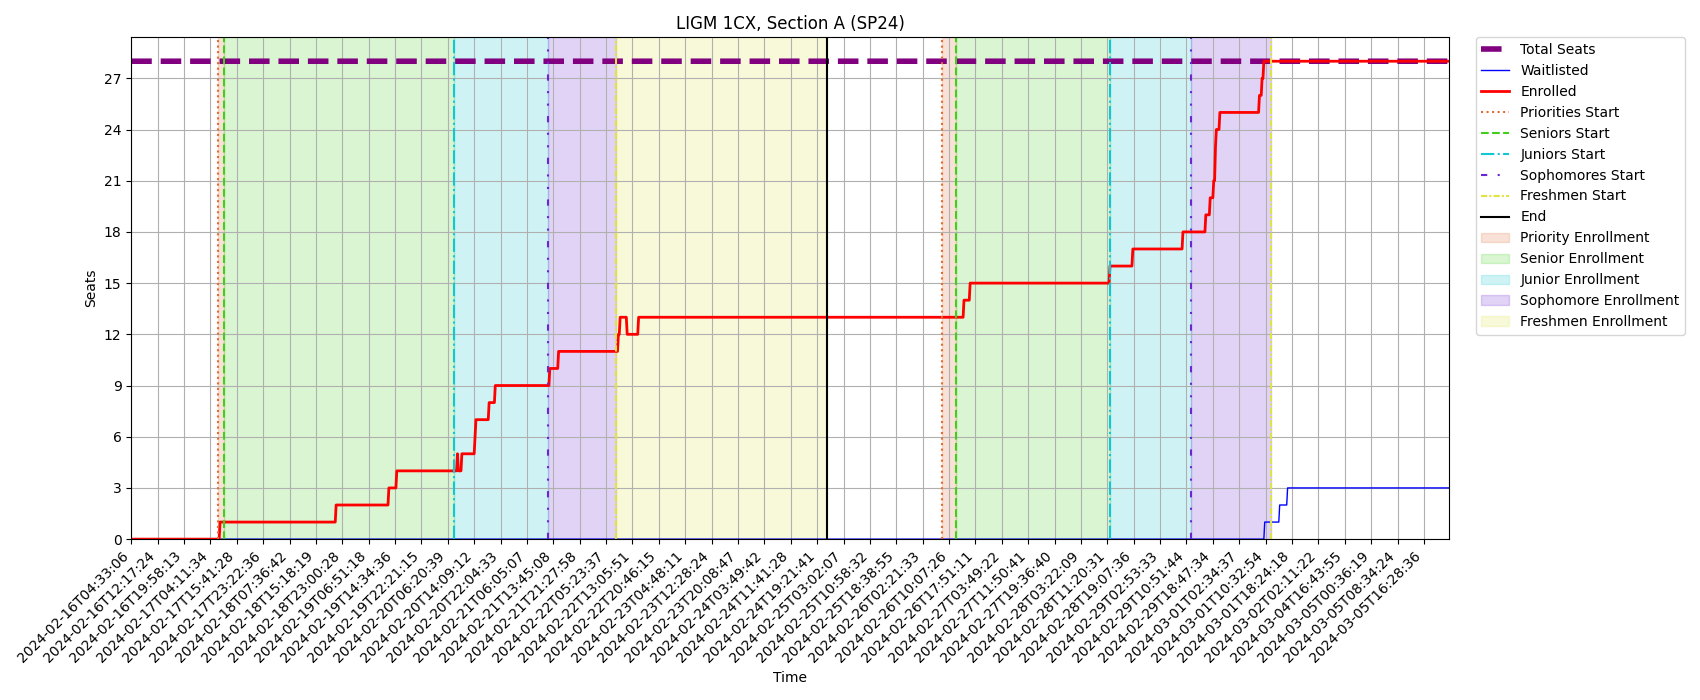 LIGM 1CX, Section A (SP24)
Seats
27
24
21
18
15
12
9
6
3
0
2024-02-16T04:33:06
2024-02-16T12:17:24
2024-02-16T19:58:13
2024-02-17T04:11:34
2024-02-17T15:41:28
2024-02-17T23:22:36
2024-02-18T07:36:42
2024-02-18T15:18:19
2024-02-18T23:00:28
2024-02-19T06:51:18
2024-02-19T14:34:36
2024-02-19T22:21:15
2024-02-20T06:20:39
2024-02-20T14:09:12
2024-02-20T22:04:33
2024-02-21T06:05:07
2024-02-21T13:45:08
2024-02-21T21:27:58
2024-02-22T05:23:37
2024-02-22T13:05:51
2024-02-22T20:46:15
2024-02-23T04:48:11
2024-02-23T12:28:24
2024-02-23T20:08:47
2024-02-24T03:49:42
2024-02-24T11:41:28
2024-02-24T19:21:41
2024-02-25T03:02:07
2024-02-25T10:58:32
2024-02-25T18:38:55
2024-02-26T02:21:33
2024-02-26T10:07:26
2024-02-26T17:51:11
2024-02-27T03:49:22
2024-02-27T11:50:41
2024-02-27T19:36:40
2024-02-28T03:22:09
2024-02-28T11:20:31
2024-02-28T19:07:36
2024-02-29T02:53:33
2024-02-29T10:51:44
2024-02-29T18:47:34
2024-03-01T02:34:37
2024-03-01T10:32:54
2024-03-01T18:24:18
2024-03-02T02:11:22
2024-03-04T16:43:55
2024-03-05T00:36:19
2024-03-05T08:34:24
2024-03-05T16:28:36
Time
Total Seats
Waitlisted
Enrolled
Priorities Start
Seniors Start
Juniors Start
Sophomores Start
Freshmen Start
End
Priority Enrollment
Senior Enrollment
Junior Enrollment
Sophomore Enrollment
Freshmen Enrollment